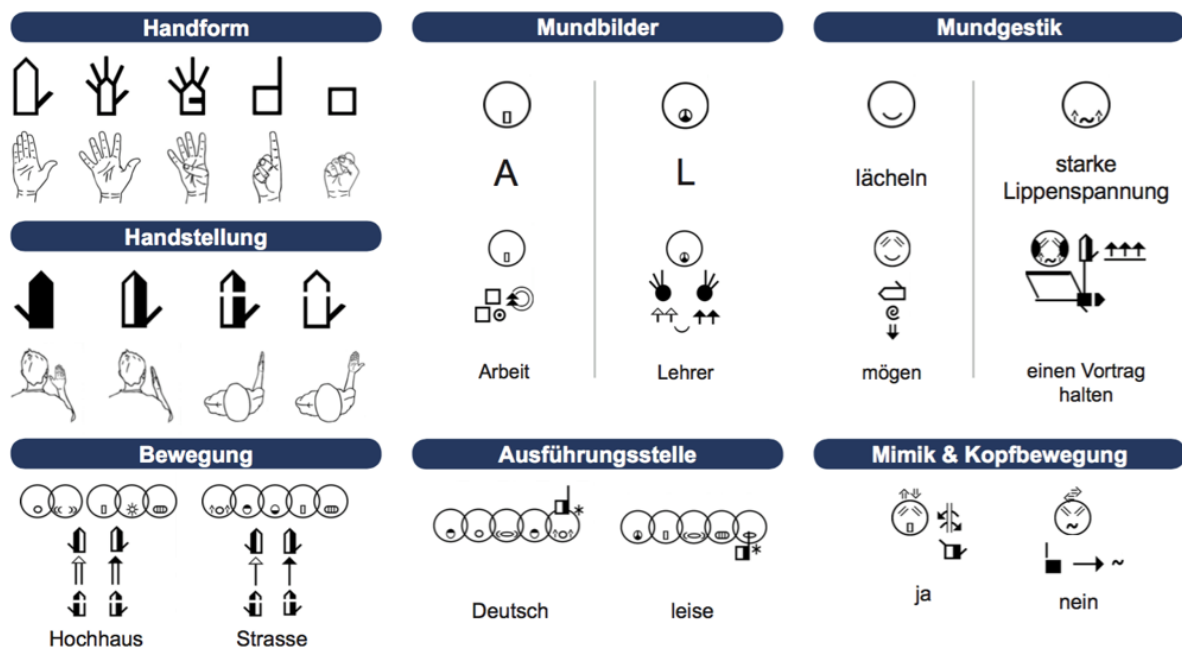 Handform
Mundbilder
Mundgestik
A
L
lächeln
starke
Lippenspannung
Handstellung
Arbeit
Lehrer
mögen
einen Vortrag
halten
Bewegung
Ausführungsstelle
Mimik & Kopfbewegung
Hochhaus
Strasse
Deutsch
leise
ja
nein